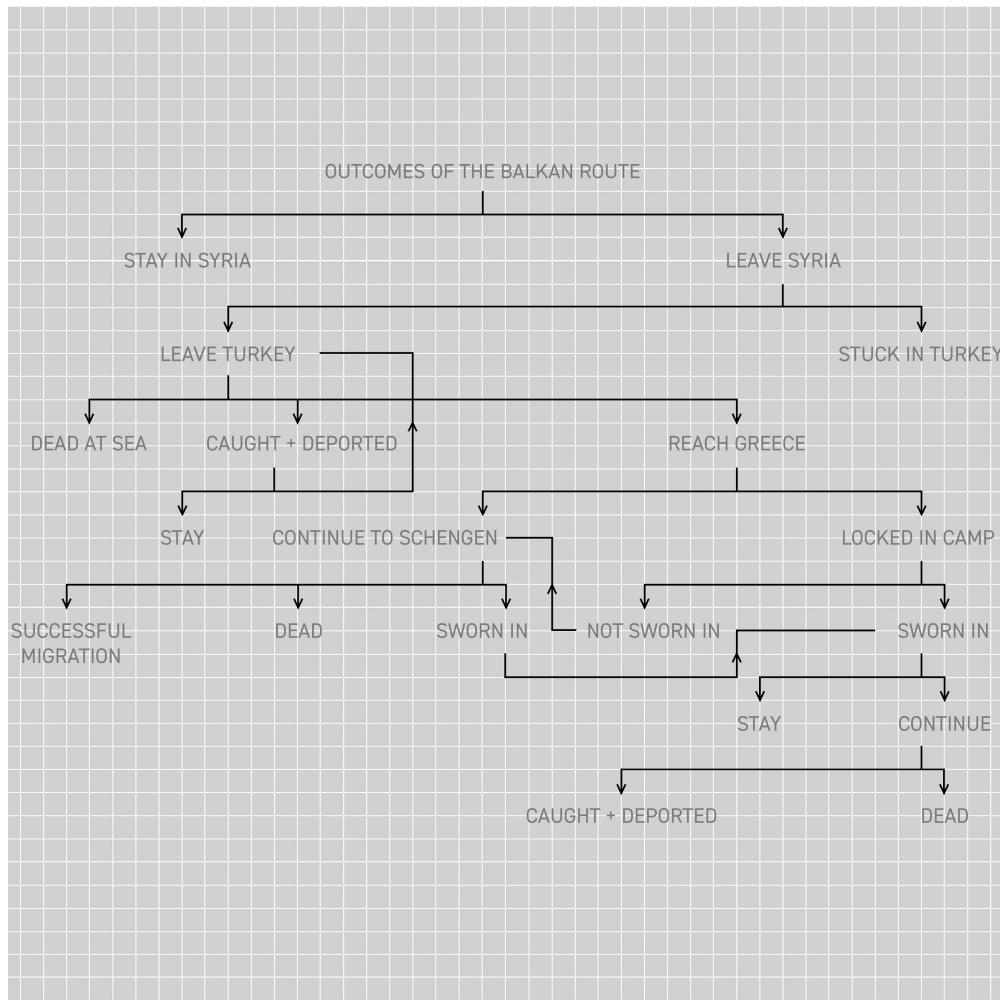 OUTCOMES OF THE BALKAN ROUTE
STAY IN SYRIA
LEAVE SYRIA
LEAVE TURKEY
STUCK IN TURKEY
DEAD AT SEA
CAUGHT + DEPORTED
REACH GREECE
STAY
CONTINUE TO SCHENGEN
LOCKED IN CAMP
SUCCESSFUL
MIGRATION
DEAD
SWORN IN
NOT SWORN IN
SWORN IN
STAY
CONTINUE
CAUGHT + DEPORTED
DEAD